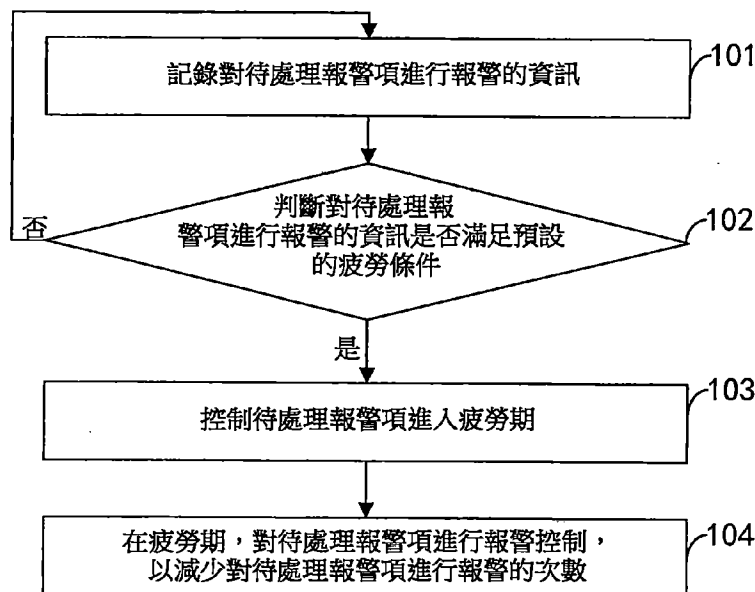 記錄對待處理報警項進行報警的資訊
101
判斷對待處理報
警項進行報警的資訊是否滿足預設
的疲勞條件
102
否
是
控制待處理報警項進入疲勞期
103
在疲勞期，對待處理報警項進行報警控制，
以減少對待處理報警項進行報警的次數
104